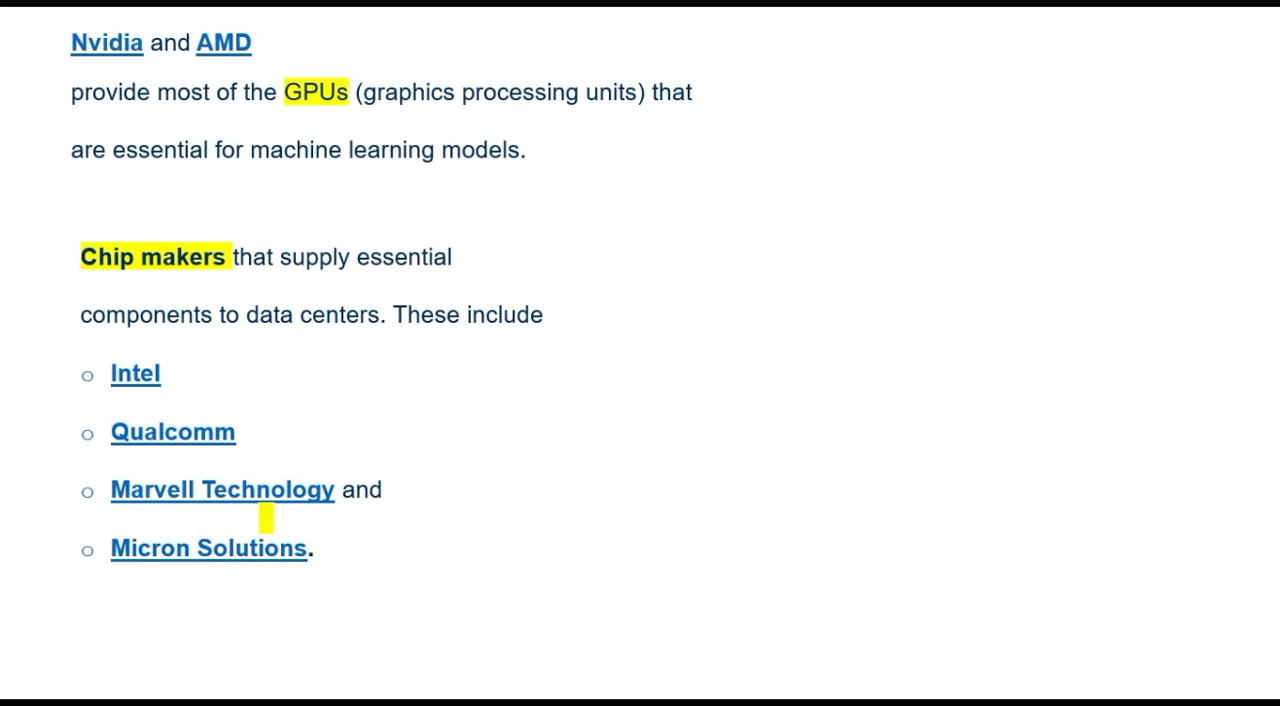 Nvidia and AMD
provide most of the GPUs (graphics processing units) that
are essential for machine learning models.
Chip makers that supply essential
components to data centers. These include
o Intel
o Qualcomm
o Marvell Technology and
o Micron Solutions.